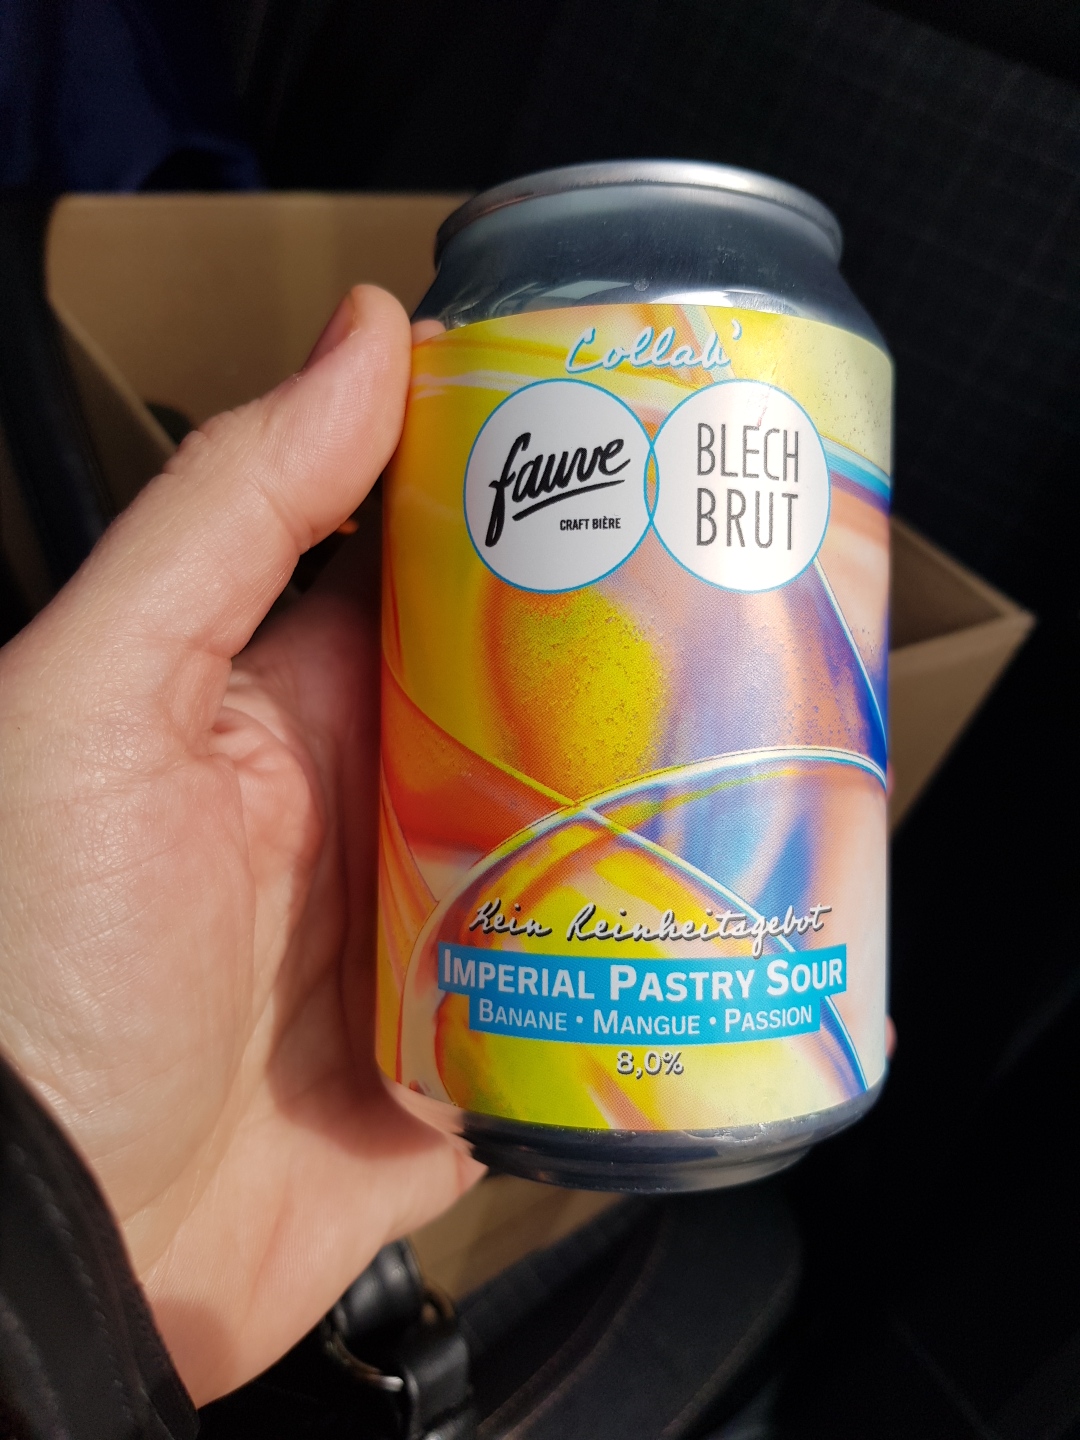 Collab'
fauve
CRAFT BIÈRE
BLECH
BRUT
Kein Reinheitsgebot
IMPERIAL PASTRY SOUR
BANANE • MANGUE • PASSION
8,0%